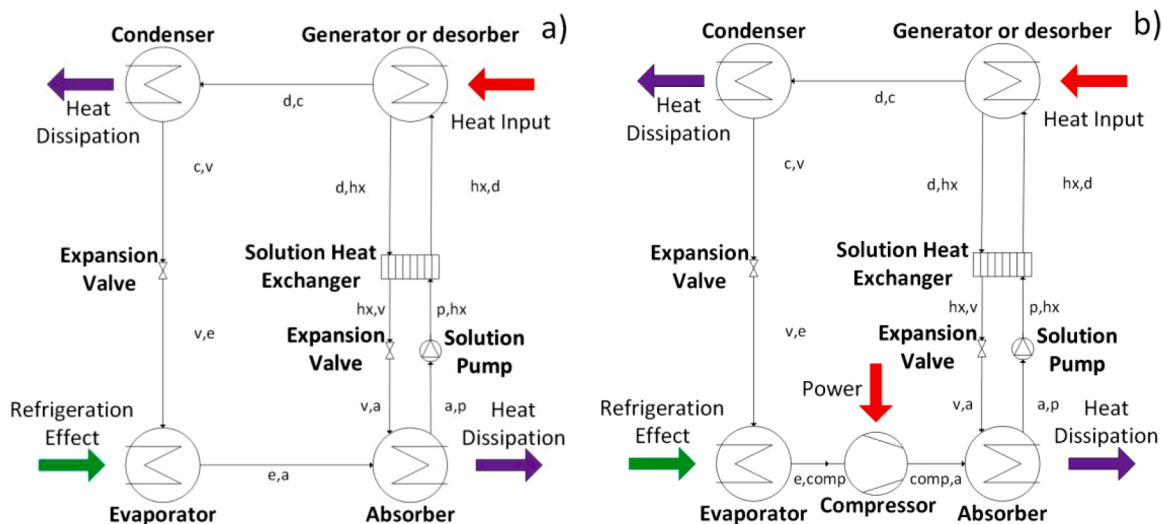 a)
Condenser
Generator or desorber
Heat
Dissipation
d,c
Heat Input
c,v
d,hx
hx,d
Expansion
Valve
Solution Heat
Exchanger
hx,v
p,hx
v,e
Expansion
Valve
Solution
Pump
Refrigeration
Effect
v,a
a,p
Heat
Dissipation
e,a
Evaporator
Absorber
b)
Condenser
Generator or desorber
Heat
Dissipation
d,c
Heat Input
c,v
d,hx
hx,d
Expansion
Valve
Solution Heat
Exchanger
hx,v
p,hx
v,e
Expansion
Valve
Solution
Pump
Power
Refrigeration
Effect
v,a
a,p
Heat
Dissipation
e,comp
comp,a
Compressor
Evaporator
Absorber